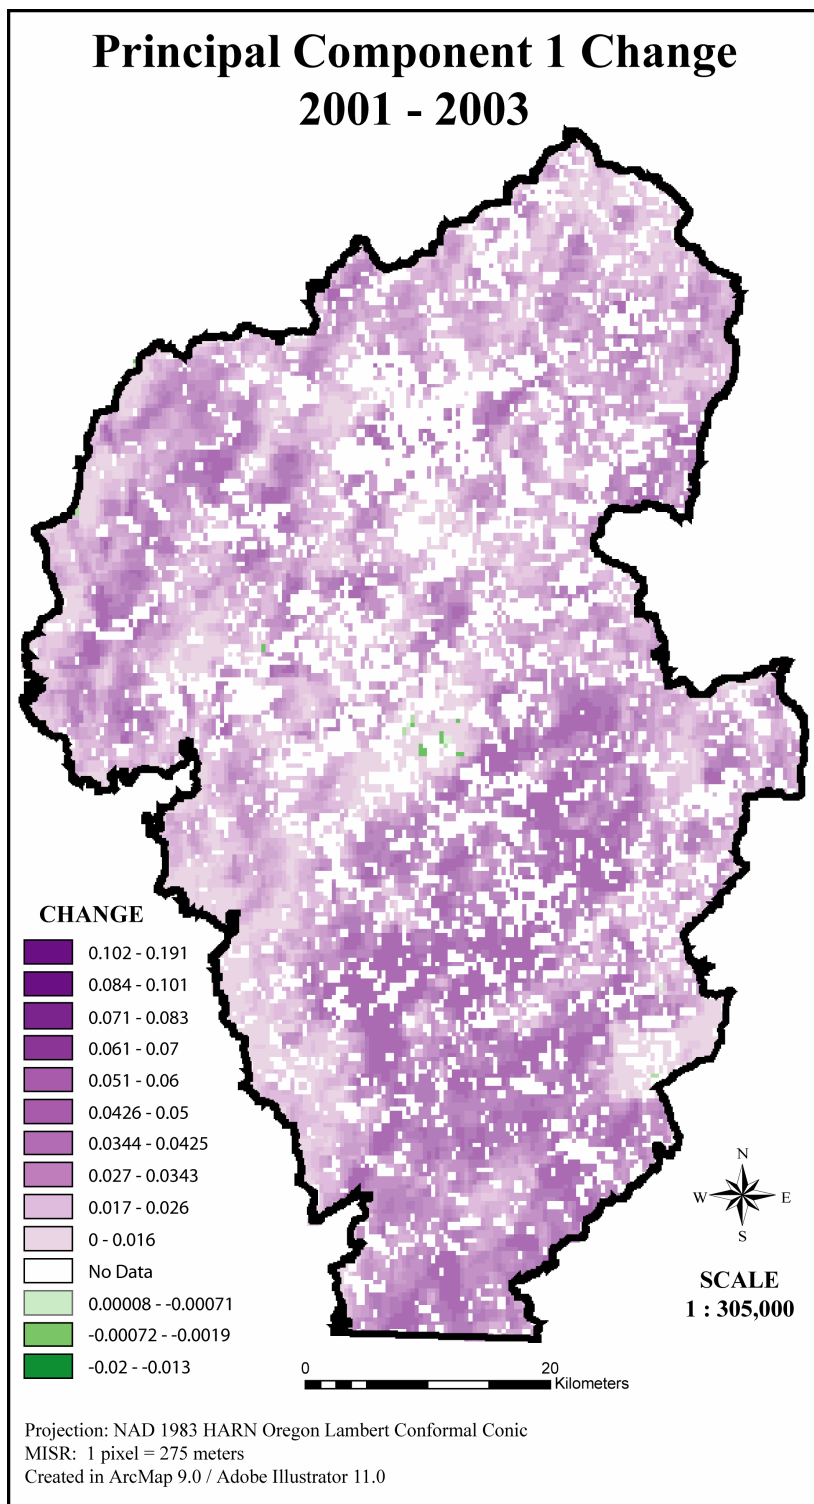 Principal Component 1 Change
2001 - 2003
CHANGE
0.102 - 0.191
0.084 - 0.101
0.071 - 0.083
0.061 - 0.07
0.051 - 0.06
0.0426 - 0.05
0.0344 - 0.0425
0.027 - 0.0343
0.017 - 0.026
0 - 0.016
No Data
0.00008 - -0.00071
-0.00072 - -0.0019
-0.02 - -0.013
N
W
E
S
SCALE
1 : 305,000
0
20
Kilometers
Projection: NAD 1983 HARN Oregon Lambert Conformal Conic
MISR: 1 pixel = 275 meters
Created in ArcMap 9.0 / Adobe Illustrator 11.0